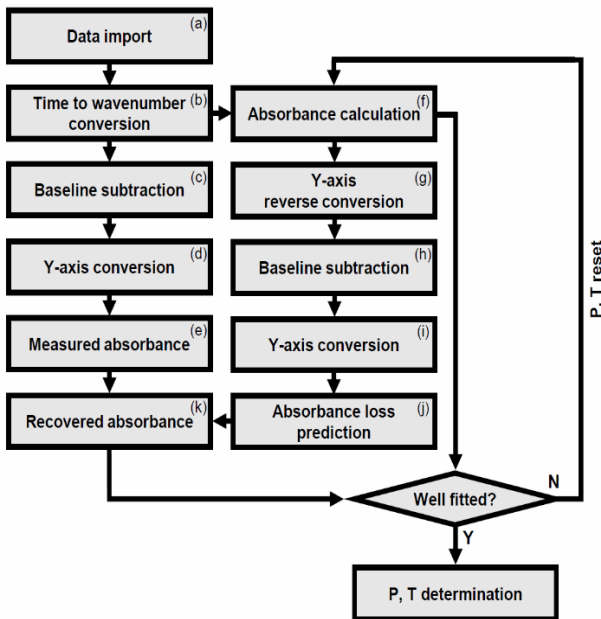 Data import
(a)
Time to wavenumber
conversion
(b)
Baseline subtraction
(c)
Y-axis conversion
(d)
Measured absorbance
(e)
Recovered absorbance
(k)
Absorbance calculation
(f)
Y-axis
reverse conversion
(g)
Baseline subtraction
(h)
Y-axis conversion
(i)
Absorbance loss
prediction
(j)
P, T reset
Well fitted?
N
Y
P, T determination